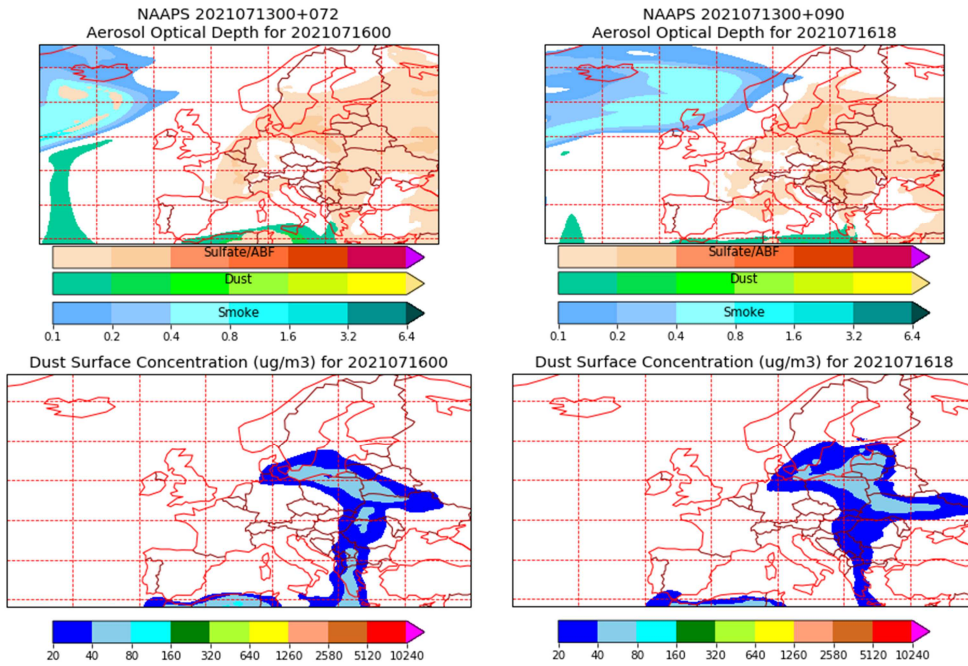 NAAPS 2021071300+072
Aerosol Optical Depth for 2021071600
NAAPS 2021071300+090
Aerosol Optical Depth for 2021071618
Sulfate/ABF
Dust
Smoke
0.1 0.2 0.4 0.8 1.6 3.2 6.4
Sulfate/ABF
Dust
Smoke
0.1 0.2 0.4 0.8 1.6 3.2 6.4
Dust Surface Concentration (ug/m3) for 2021071600
Dust Surface Concentration (ug/m3) for 2021071618
20 40 80 160 320 640 1260 2580 5120 10240
20 40 80 160 320 640 1260 2580 5120 10240